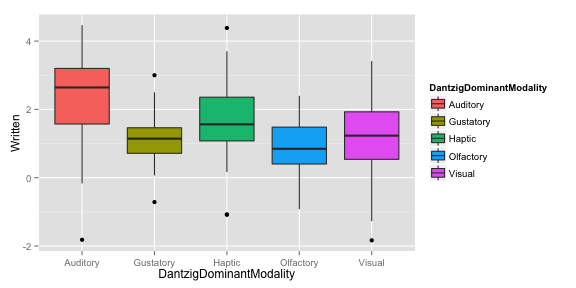 4
2
0
-2
Written
Auditory
Gustatory
Haptic
Olfactory
Visual
DantzigDominantModality
DantzigDominantModality
Auditory
Gustatory
Haptic
Olfactory
Visual